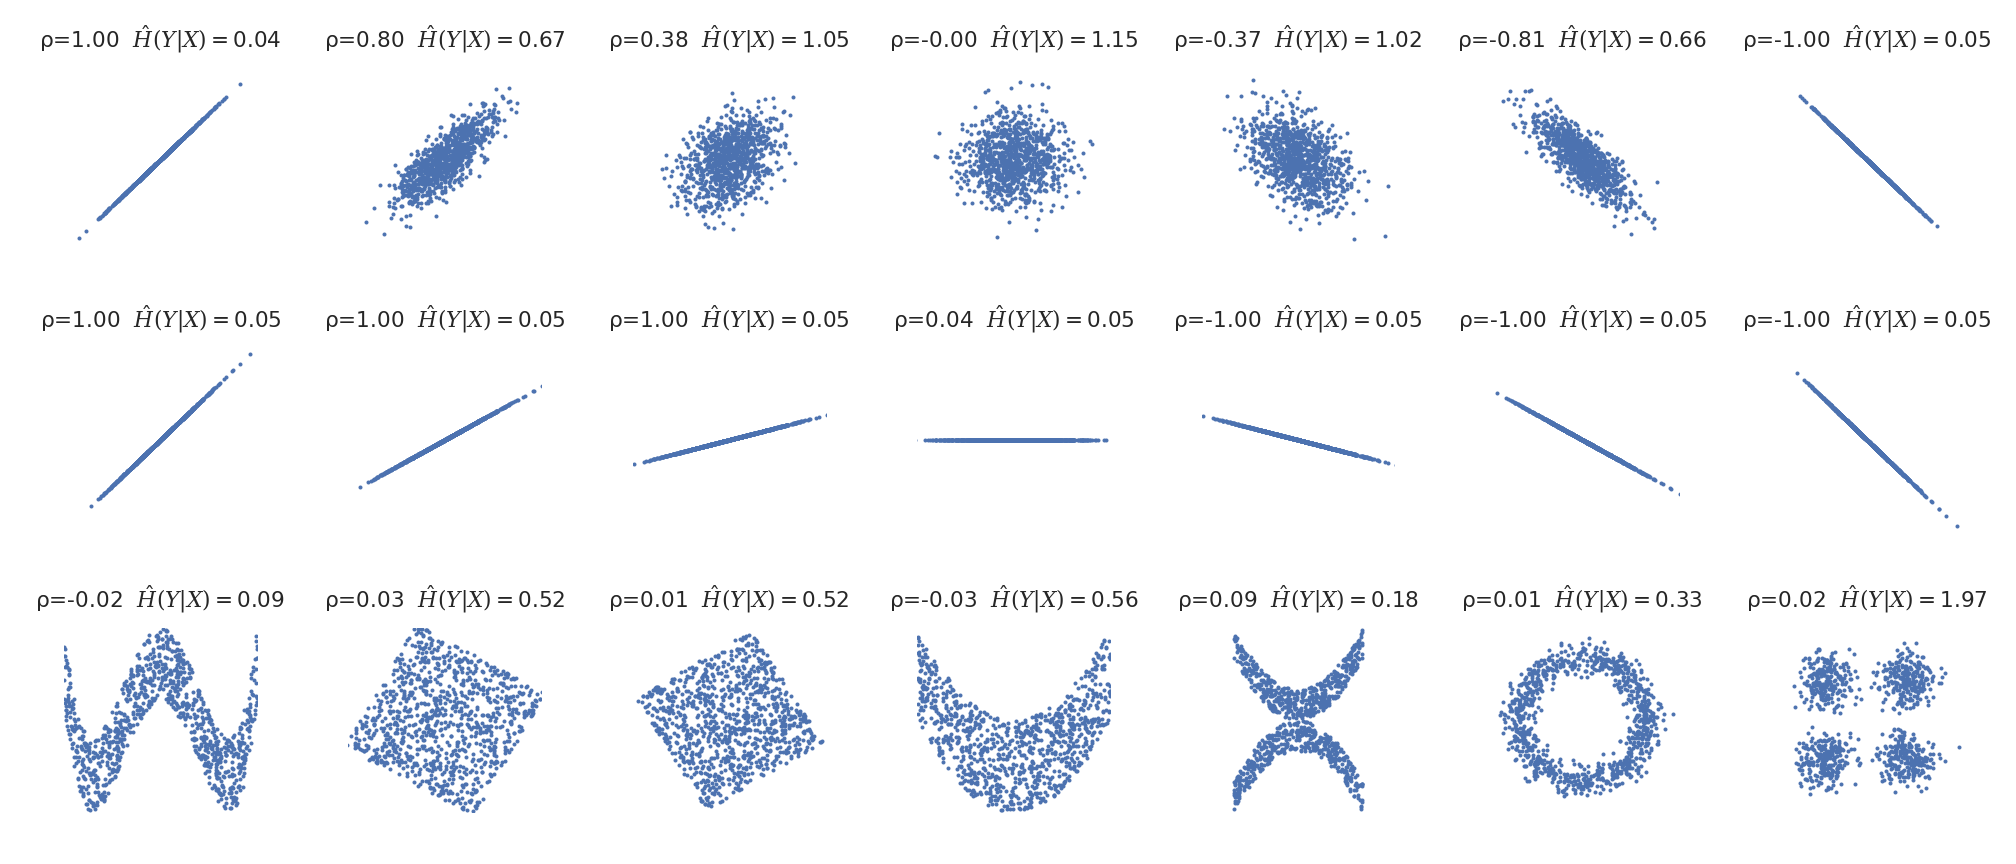 ρ=1.00 Ĥ(Y|X) = 0.04
ρ=0.80 Ĥ(Y|X) = 0.67
ρ=0.38 Ĥ(Y|X) = 1.05
ρ=-0.00 Ĥ(Y|X) = 1.15
ρ=-0.37 Ĥ(Y|X) = 1.02
ρ=-0.81 Ĥ(Y|X) = 0.66
ρ=-1.00 Ĥ(Y|X) = 0.05
ρ=1.00 Ĥ(Y|X) = 0.05
ρ=1.00 Ĥ(Y|X) = 0.05
ρ=1.00 Ĥ(Y|X) = 0.05
ρ=0.04 Ĥ(Y|X) = 0.05
ρ=-1.00 Ĥ(Y|X) = 0.05
ρ=-1.00 Ĥ(Y|X) = 0.05
ρ=-1.00 Ĥ(Y|X) = 0.05
ρ=-0.02 Ĥ(Y|X) = 0.09
ρ=0.03 Ĥ(Y|X) = 0.52
ρ=0.01 Ĥ(Y|X) = 0.52
ρ=-0.03 Ĥ(Y|X) = 0.56
ρ=0.09 Ĥ(Y|X) = 0.18
ρ=0.01 Ĥ(Y|X) = 0.33
ρ=0.02 Ĥ(Y|X) = 1.97